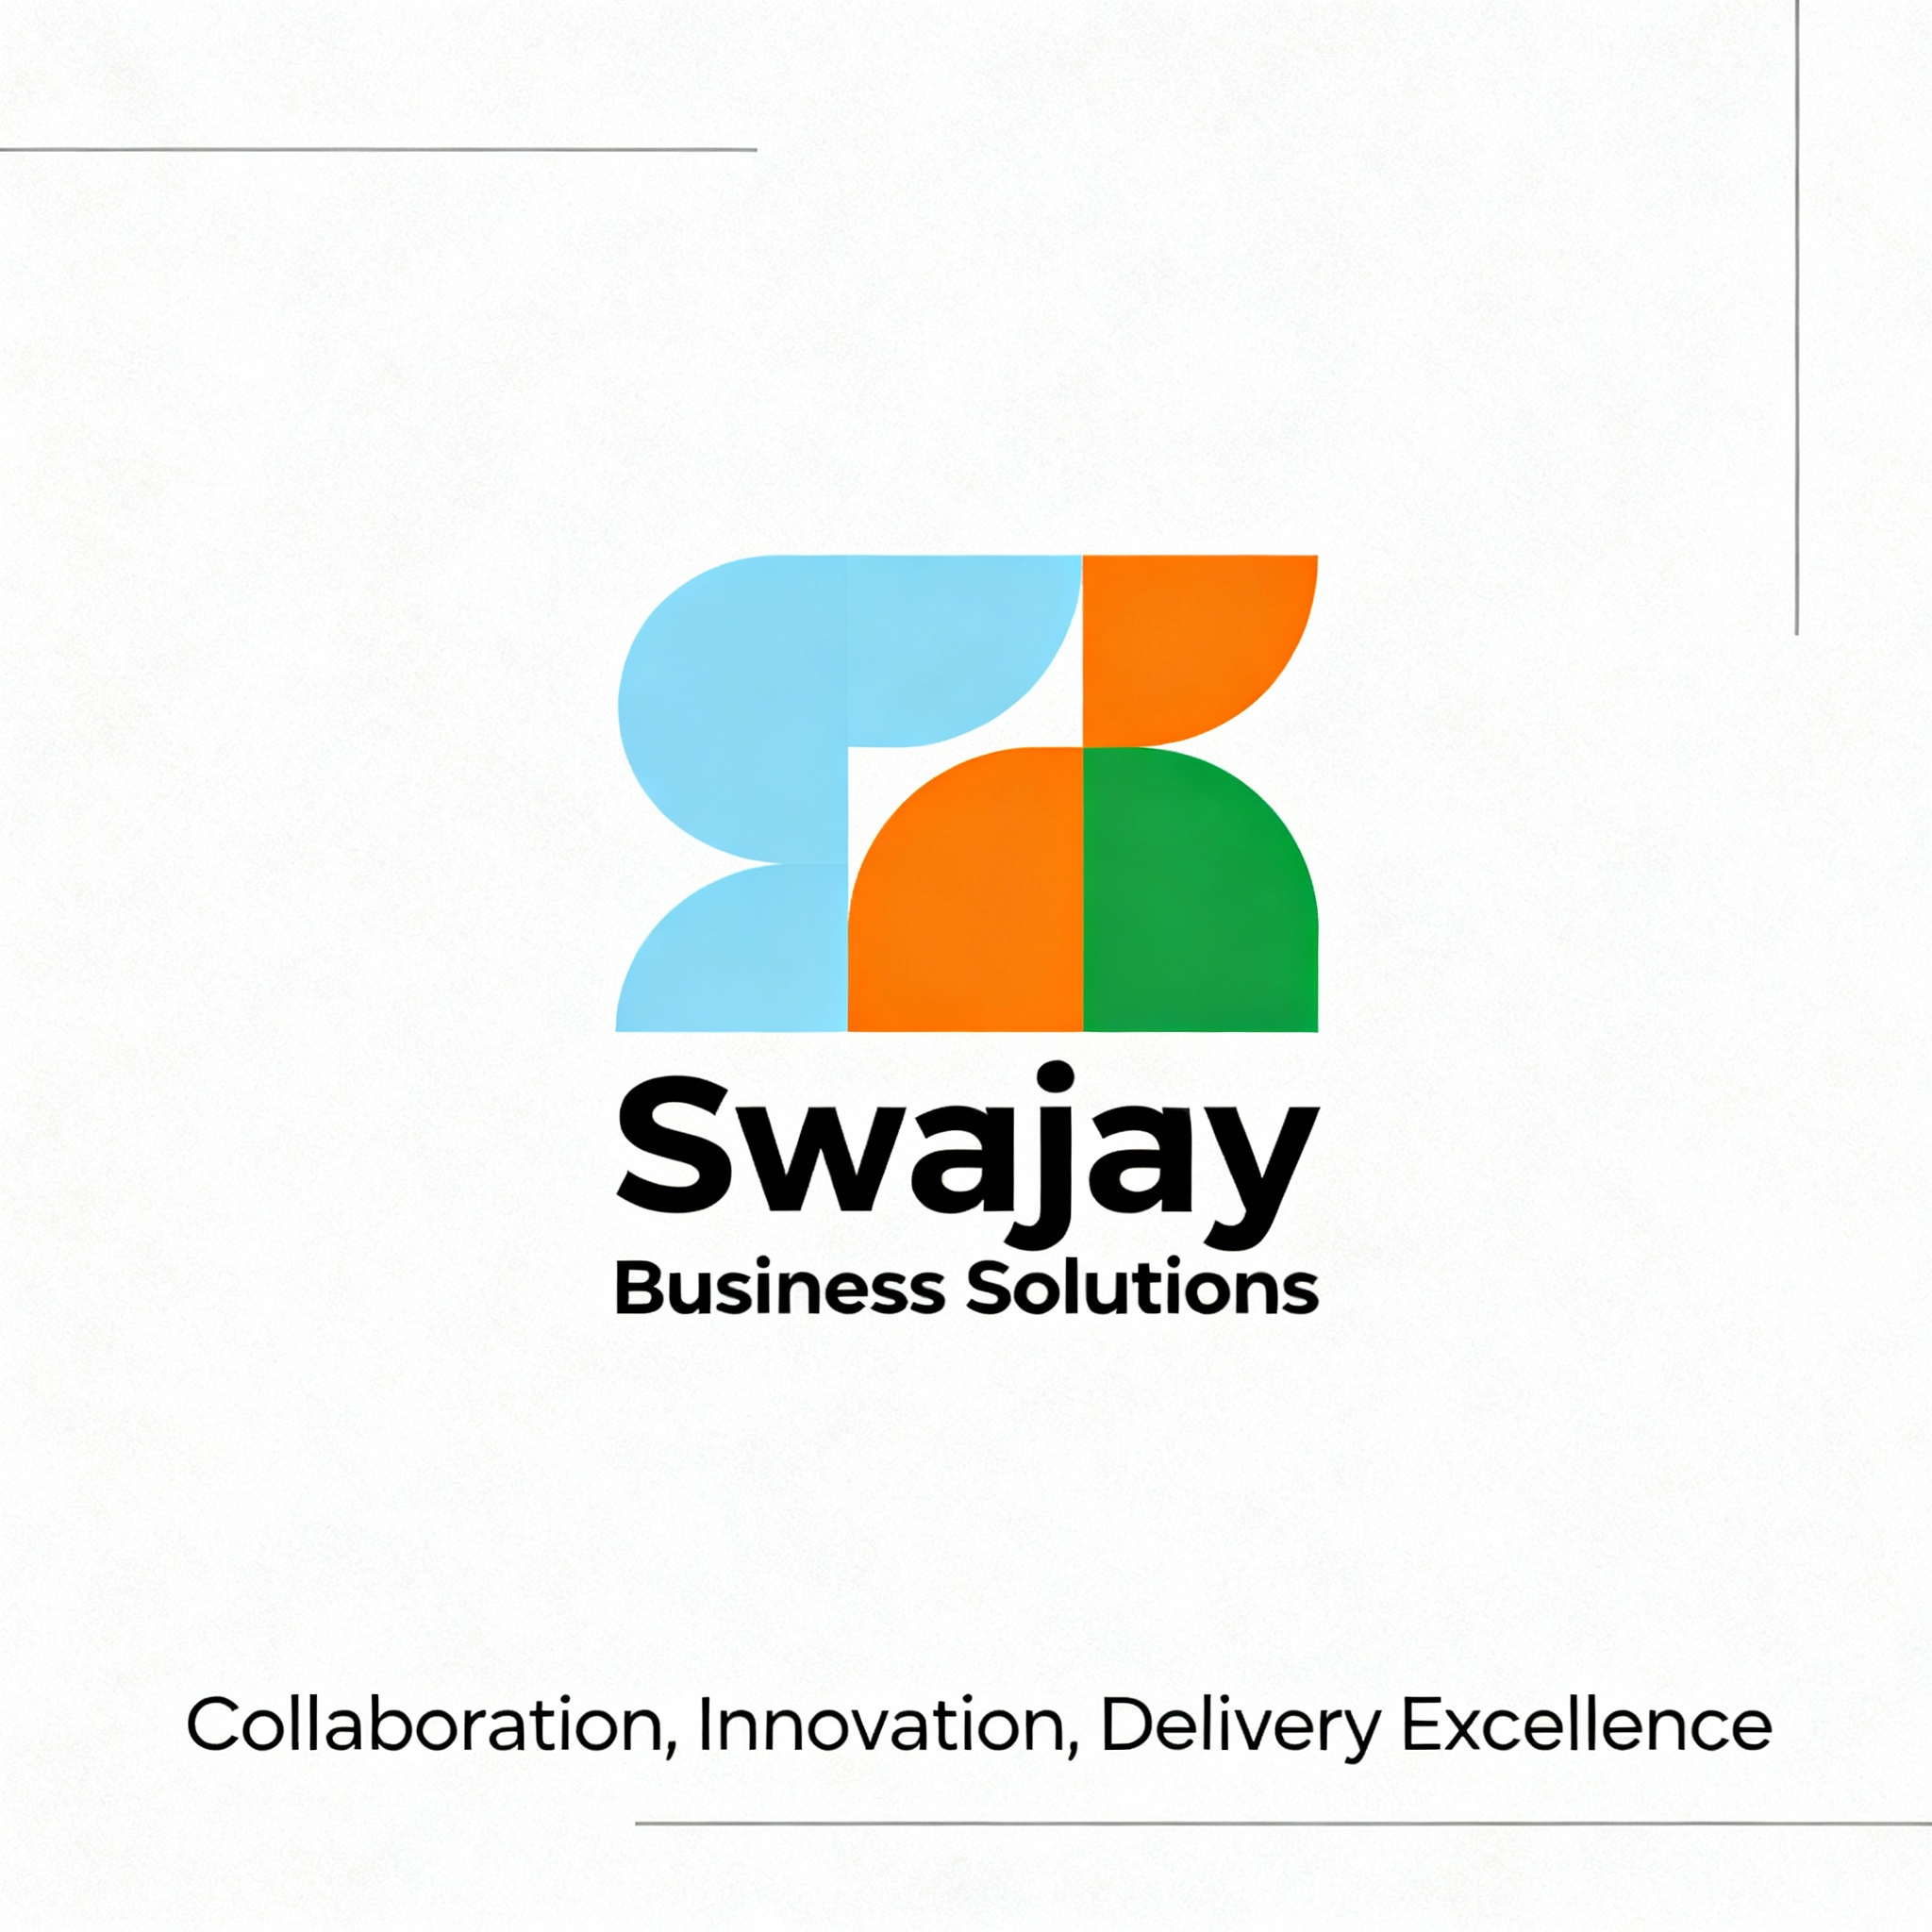 Swajay
Business Solutions
Collaboration, Innovation, Delivery Excellence